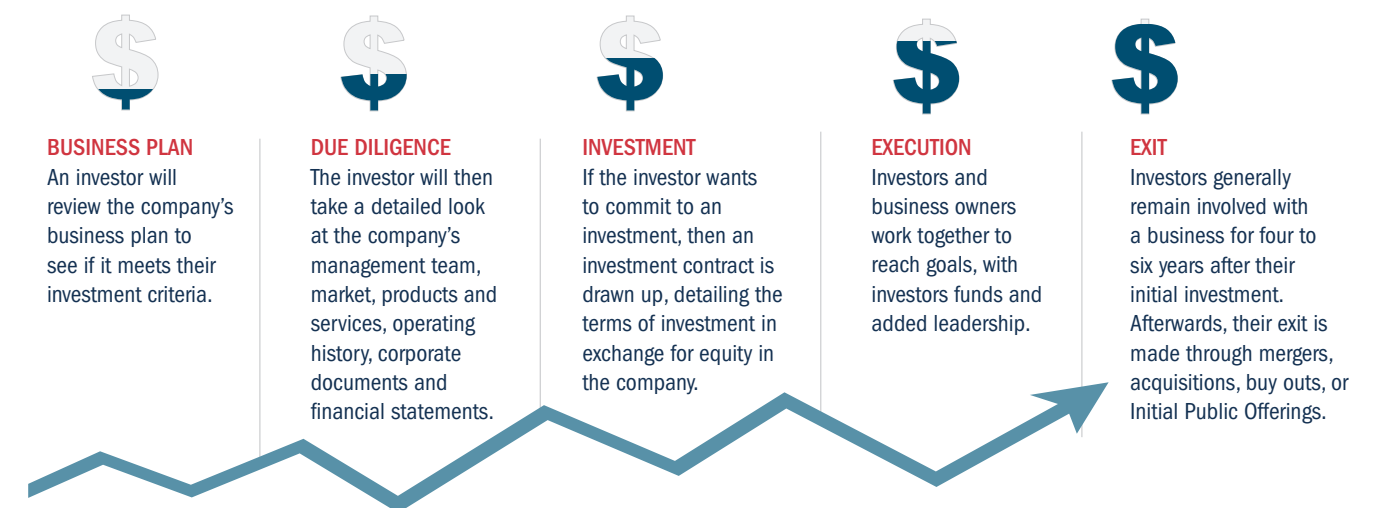 BUSINESS PLAN
An investor will
review the company's
business plan to
see if it meets their
investment criteria.
DUE DILIGENCE
The investor will then
take a detailed look
at the company's
management team,
market, products and
services, operating
history, corporate
documents and
financial statements.
INVESTMENT
If the investor wants
to commit to an
investment, then an
investment contract is
drawn up, detailing the
terms of investment in
exchange for equity in
the company.
EXECUTION
Investors and
business owners
work together to
reach goals, with
investors funds and
added leadership.
EXIT
Investors generally
remain involved with
a business for four to
six years after their
initial investment.
Afterwards, their exit is
made through mergers,
acquisitions, buy outs, or
Initial Public Offerings.